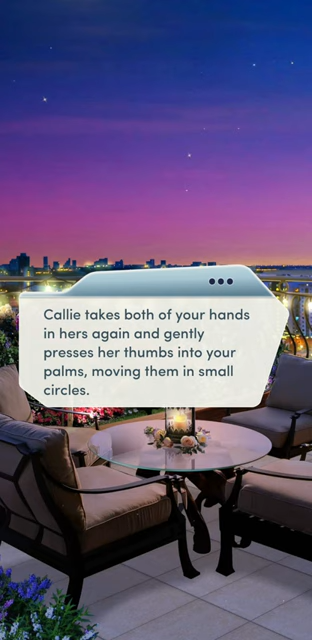 Callie takes both of your hands
in hers again and gently
presses her thumbs into your
palms, moving them in small
circles.